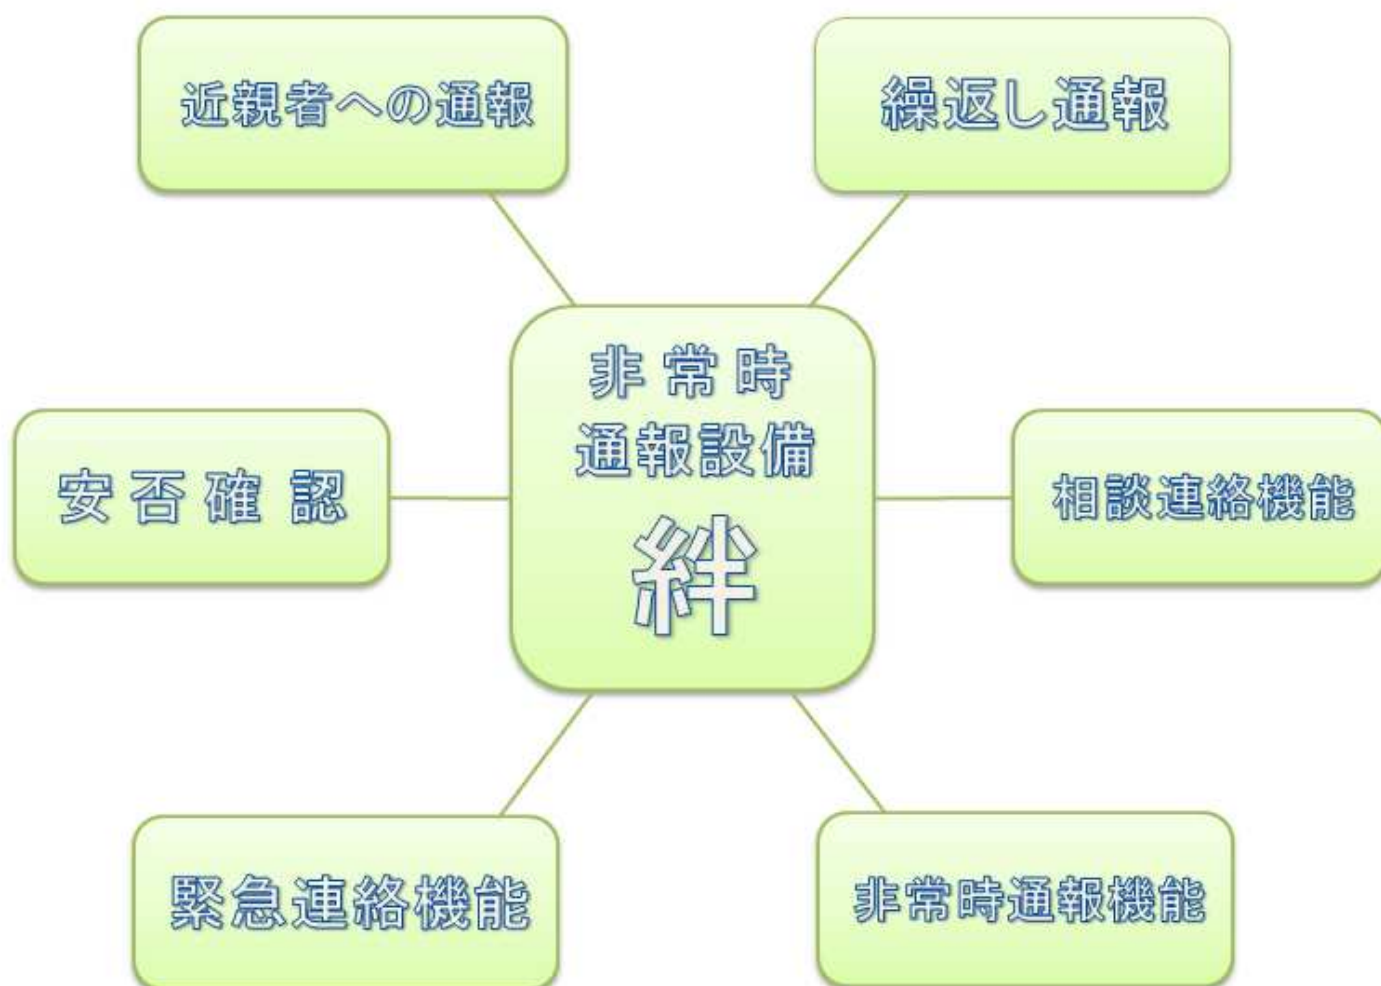 近親者への通報
繰返し通報
非常時
通報設備
絆
安否確認
相談連絡機能
緊急連絡機能
非常時通報機能